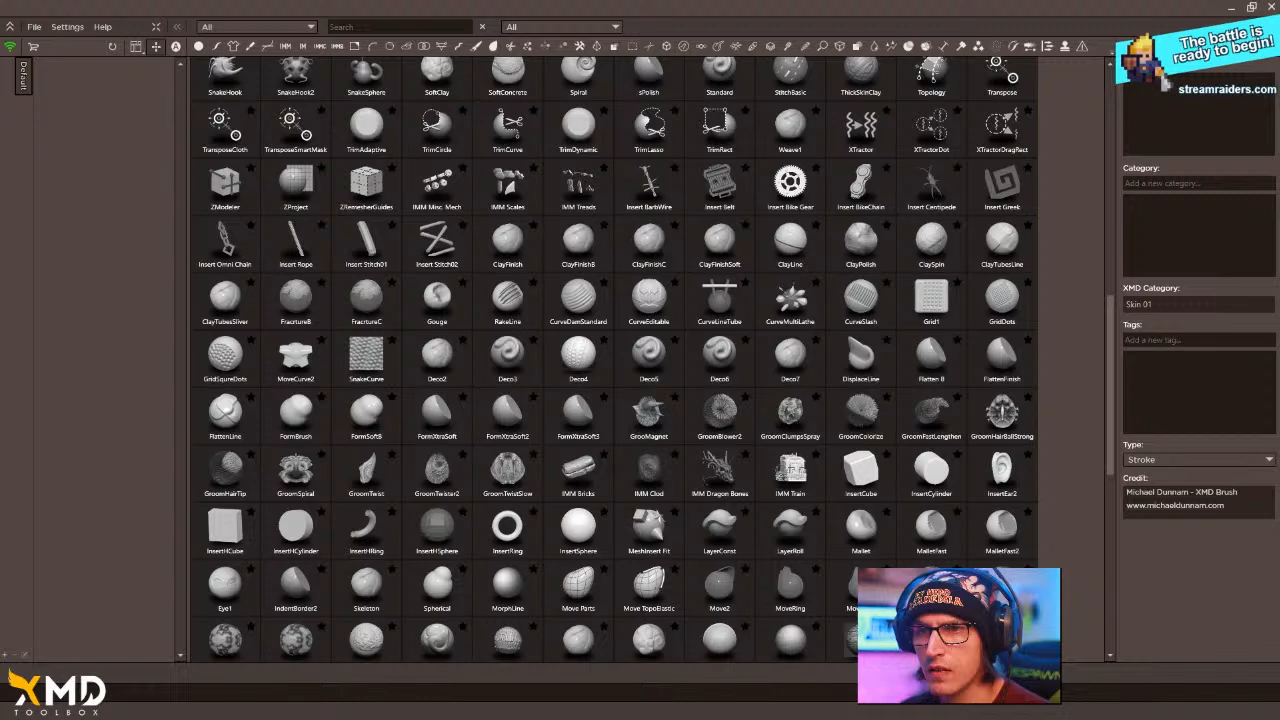 The battle is
ready to begin!
streamraiders.com
File Settings Help
All
Search...
All
Default
SnakeHook SnakeHook2 SnakeSphere SoftClay SoftConcrete Spiral sPolish Standard StitchBasic ThickSkinClay Topology Transpose
TransposeCloth TransposeSmartMask TrimAdaptive TrimCircle TrimCurve TrimDynamic TrimLasso TrimRect Weave1 XTractor XTractorDot XTractorDragRect
ZModeler ZProject ZRemesherGuides IMM Misc. Mech IMM Scales IMM Treads Insert BarbWire Insert Belt Insert Bike Gear Insert BikeChain Insert Centipede Insert Greek
Insert Omni Chain Insert Rope Insert Stitch01 Insert Stitch02 ClayFinish ClayFinishB ClayFinishC ClayFinishSoft ClayLine ClayPolish ClaySpin ClayTubesLine
ClayTubesSliver FractureB FractureC Gouge RakeLine CurveDamStandard CurveEditable CurveLineTube CurveMultiLathe CurveSlash Grid1 GridDots
GridSqureDots MoveCurve2 SnakeCurve Deco2 Deco3 Deco4 Deco5 Deco6 Deco7 DisplaceLine Flatten B FlattenFinish
FlattenLine FormBrush FormSoftB FormXtraSoft FormXtraSoft2 FormXtraSoft3 GrooMagnet GroomBlower2 GroomClumpsSpray GroomColorize GroomFastLengthen GroomHairBallStrong
GroomHairTip GroomSpiral GroomTwist GroomTwister2 GroomTwistSlow IMM Bricks IMM Clod IMM Dragon Bones IMM Train InsertCube InsertCylinder InsertEar2
InsertHCube InsertHCylinder InsertHRing InsertHSphere InsertRing InsertSphere MeshInsert Fit LayerConst LayerRoll Mallet MalletFast MalletFast2
Eye1 IndentBorder2 Skeleton Spherical MorphLine Move Parts Move TopoElastic Move2 MoveRing
Category:
Add a new category...
XMD Category:
Skin 01
Tags:
Add a new tag...
Type:
Stroke
Credit:
Michael Dunnam - XMD Brush
www.michaeldunnam.com
XMD
TOOLBOX